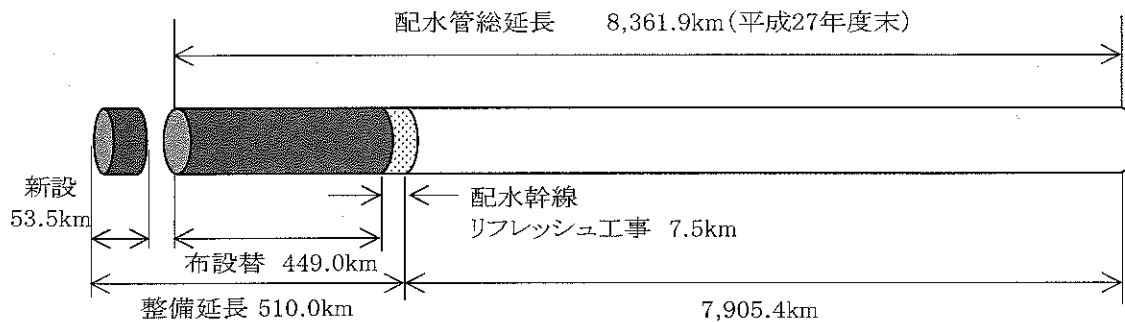 配水管総延長 8,361.9km(平成27年度末)
新設
53.5km
配水幹線
リフレッシュ工事 7.5km
布設替 449.0km
整備延長 510.0km
7,905.4km